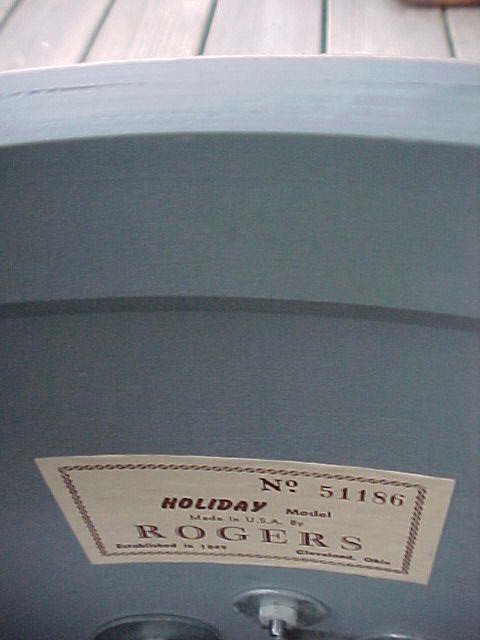 Nº 51186
HOLIDAY Model
Made in U.S.A. By
ROGERS
Established in 1849 Cleveland, Ohio